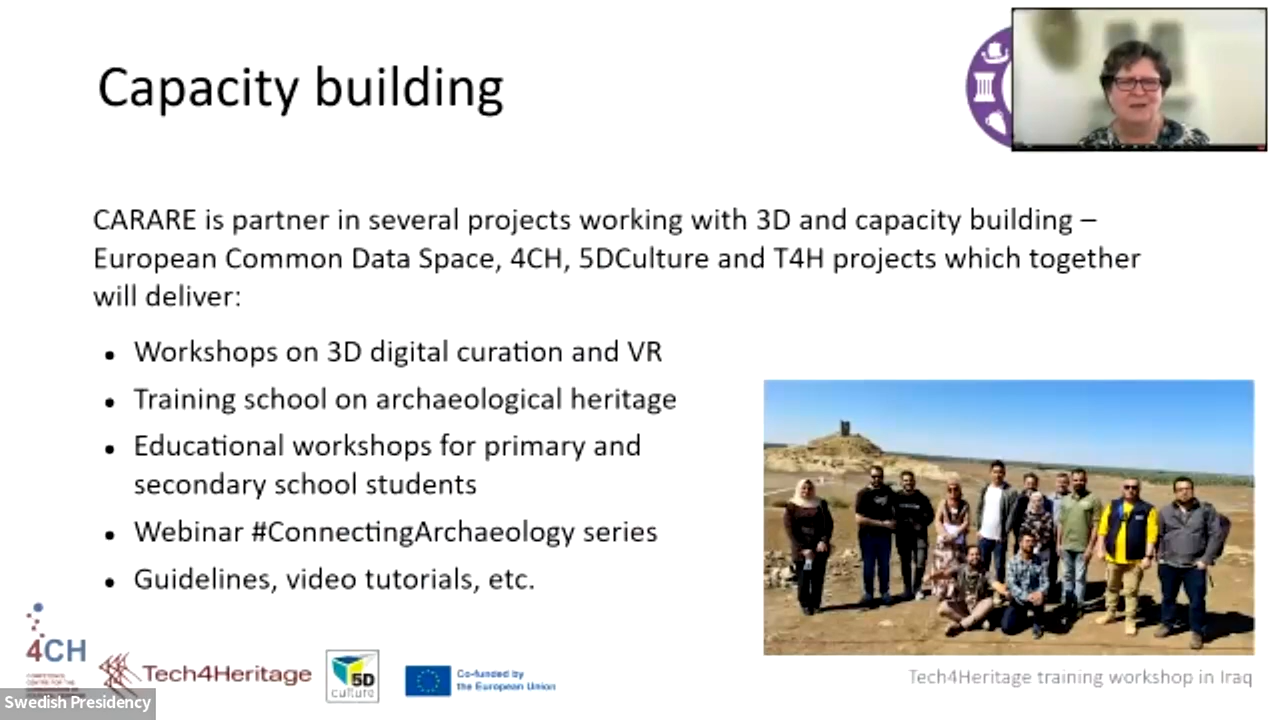 Capacity building
CARARE is partner in several projects working with 3D and capacity building –
European Common Data Space, 4CH, 5DCulture and T4H projects which together
will deliver:
• Workshops on 3D digital curation and VR
• Training school on archaeological heritage
• Educational workshops for primary and
secondary school students
• Webinar #ConnectingArchaeology series
• Guidelines, video tutorials, etc.
4CH
Tech4Heritage
5D
culture
Co-funded by
the European Union
Tech4Heritage training workshop in Iraq
Swedish Presidency